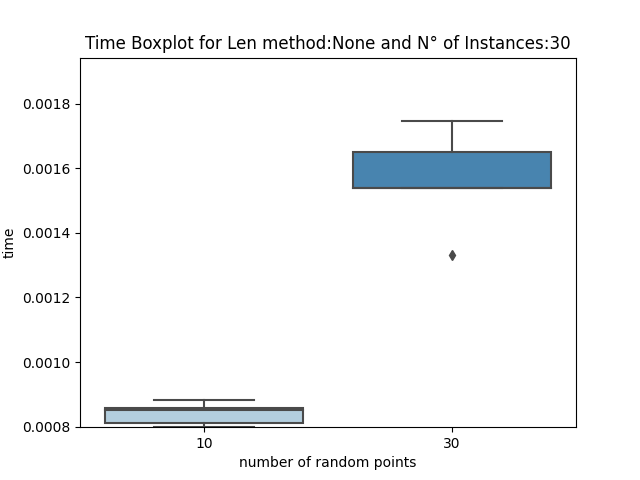 Time Boxplot for Len method:None and N° of Instances:30
0.0018
0.0016
0.0014
0.0012
0.0010
0.0008
time
10 30
number of random points